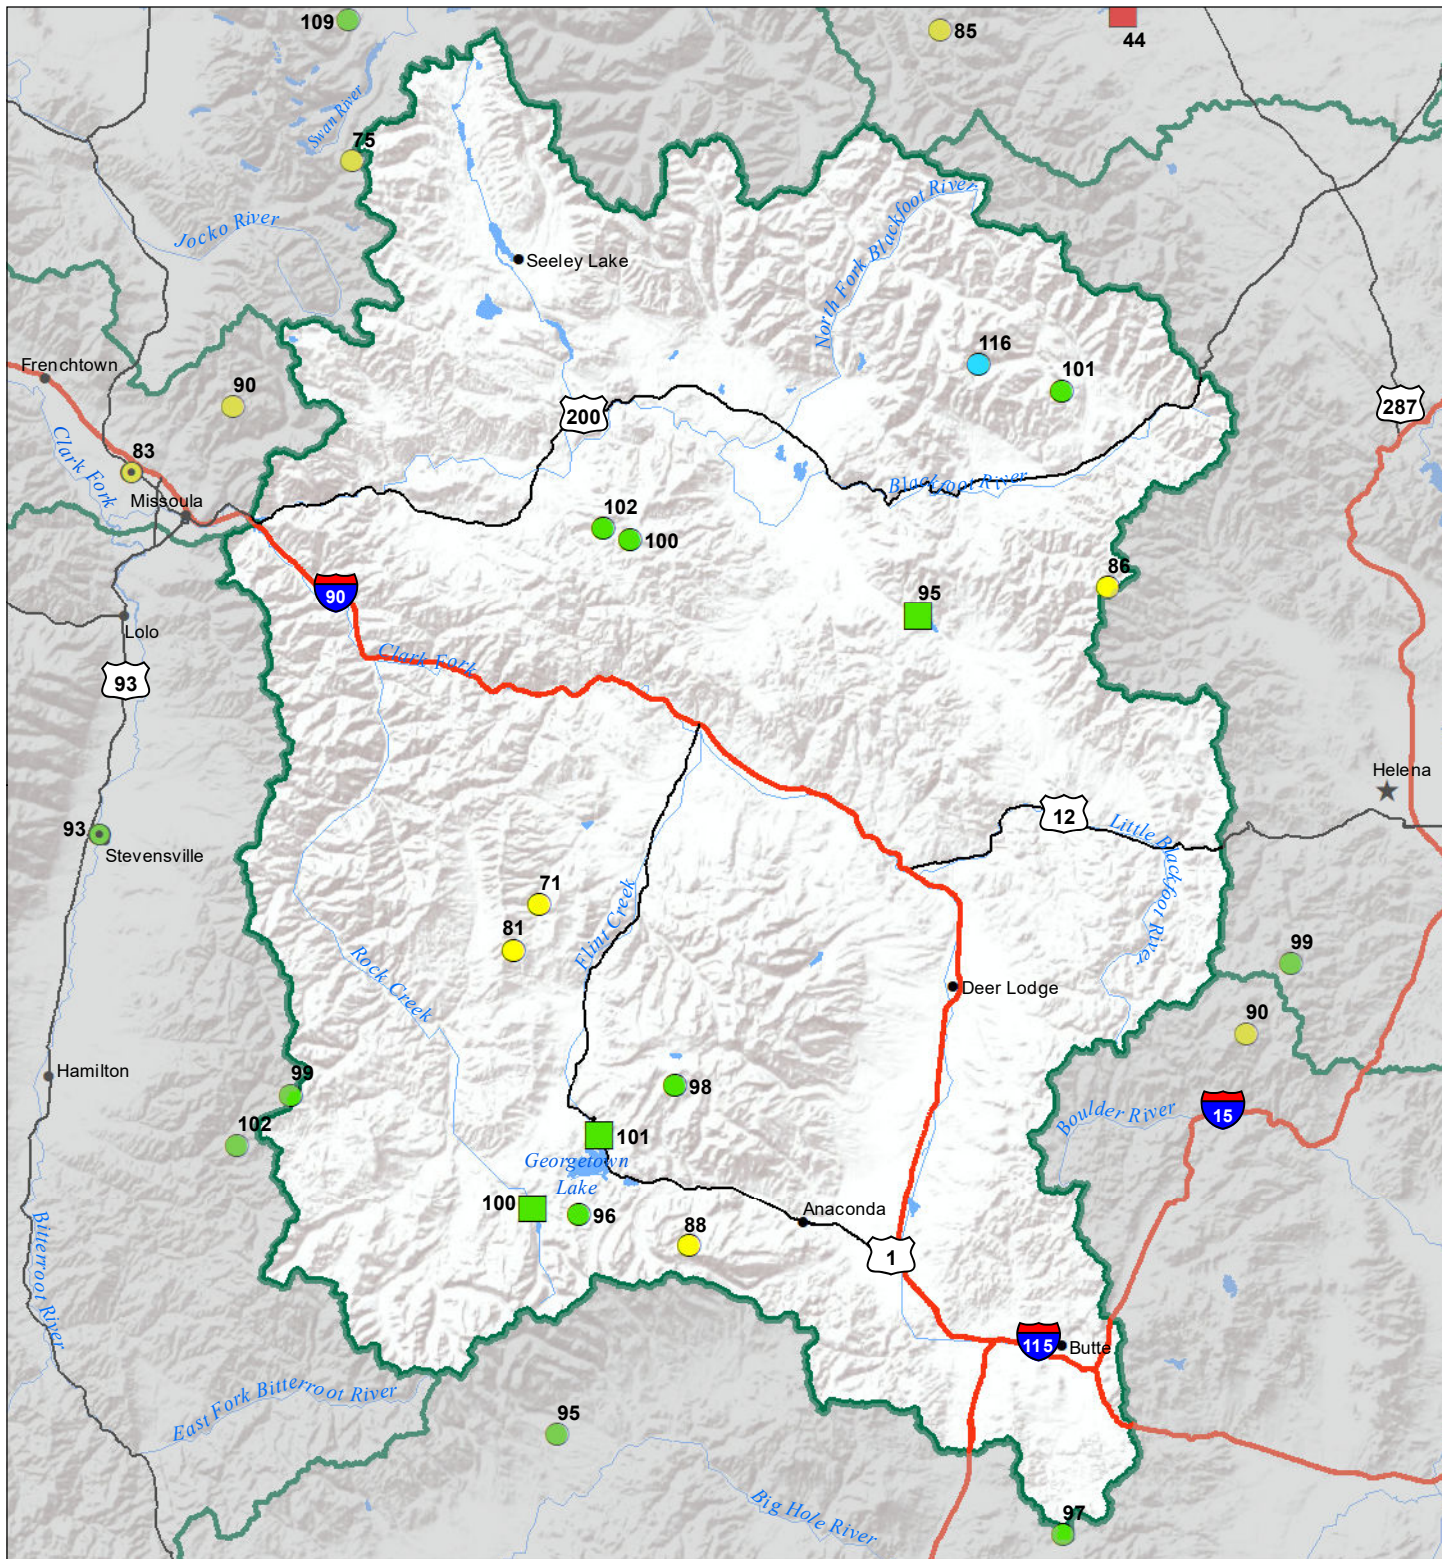 109
85
44
Swan River
75
Jocko River
Seeley Lake
North Fork Blackfoot River
Frenchtown
116
101
90
200
287
83
Clark Fork
Missoula
Blackfoot River
102
100
86
95
90
Lolo
Clark Fork
93
Helena
12
Little Blackfoot River
93
Stevensville
71
Flint Creek
81
Rock Creek
99
Deer Lodge
90
Hamilton
99
98
15
Boulder River
102
101
Georgetown
Lake
100
96
Anaconda
88
1
Bitterroot River
115
Butte
East Fork Bitterroot River
95
Big Hole River
97